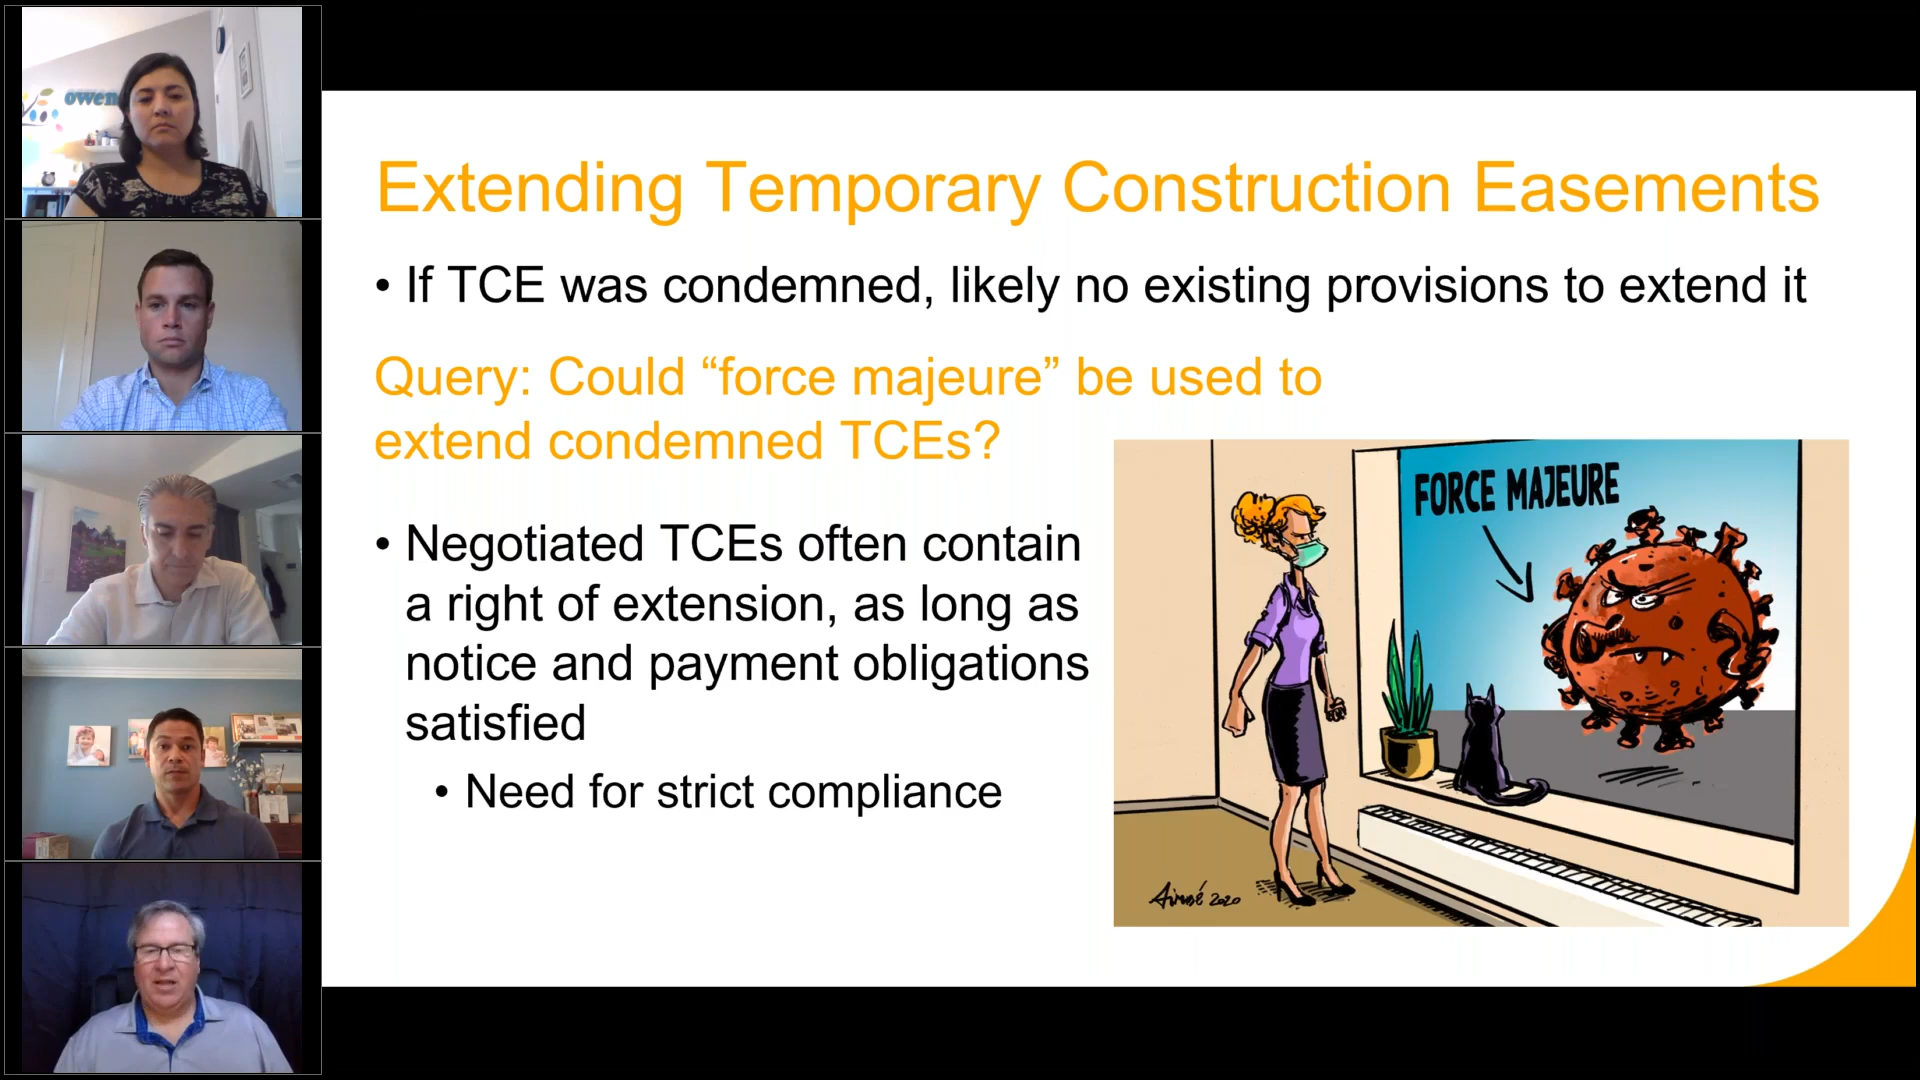 owen
Extending Temporary Construction Easements
• If TCE was condemned, likely no existing provisions to extend it
Query: Could “force majeure” be used to
extend condemned TCEs?
• Negotiated TCEs often contain
a right of extension, as long as
notice and payment obligations
satisfied
• Need for strict compliance
FORCE MAJEURE
2020